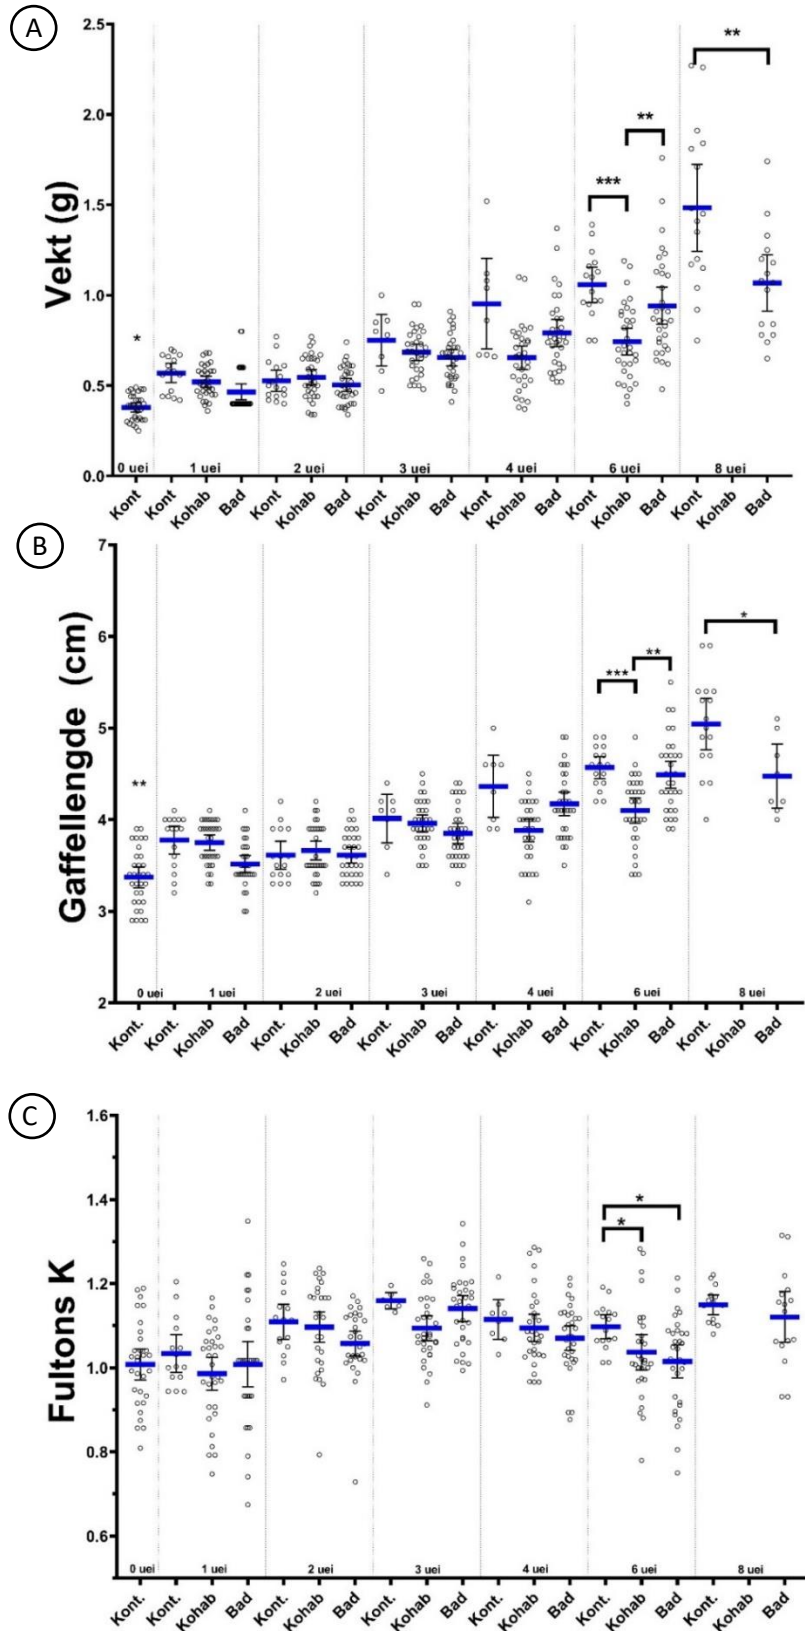 A
Vekt (g)
2.5
2.0
1.5
1.0
0.5
0.0
*
***
**
**
0 uei
1 uei
2 uei
3 uei
4 uei
6 uei
8 uei
Kont
Kont
Kohab
Bad
Kont
Kohab
Bad
Kont
Kohab
Bad
Kont
Kohab
Bad
Kont
Kohab
Bad
Kont
Kohab
Bad
B
Gaffellengde (cm)
7
6
5
4
3
2
**
***
**
*
0 uei
1 uei
2 uei
3 uei
4 uei
6 uei
8 uei
Kont.
Kont.
Kohab
Bad
Kont.
Kohab
Bad
Kont.
Kohab
Bad
Kont.
Kohab
Bad
Kont.
Kohab
Bad
Kont.
Kohab
Bad
C
Fultons K
1.6
1.4
1.2
1.0
0.8
0.6
*
*
0 uei
1 uei
2 uei
3 uei
4 uei
6 uei
8 uei
Kont.
Kont.
Kohab
Bad
Kont.
Kohab
Bad
Kont.
Kohab
Bad
Kont.
Kohab
Bad
Kont.
Kohab
Bad
Kont.
Kohab
Bad